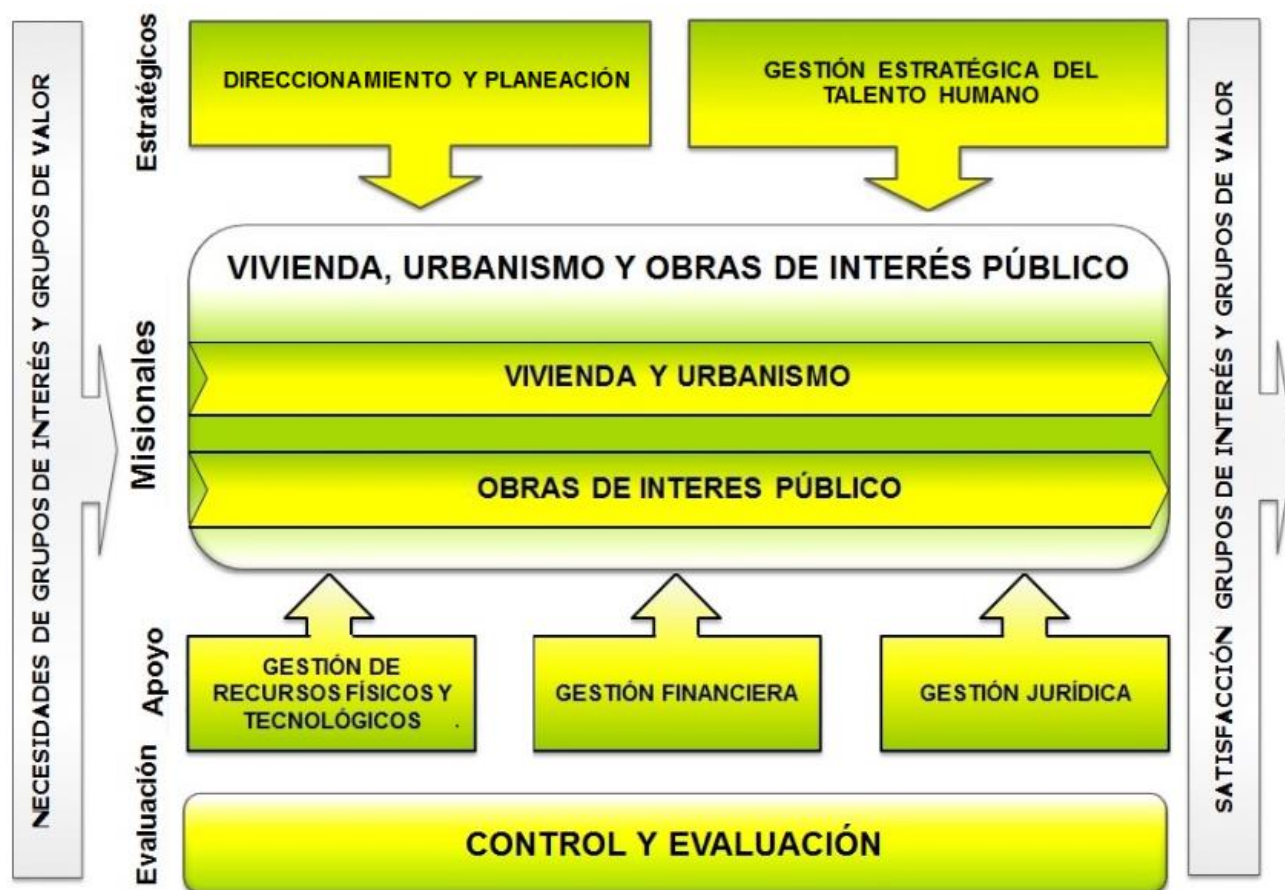 NECESIDADES DE GRUPOS DE INTERÉS Y GRUPOS DE VALOR
Estratégicos
DIRECCIONAMIENTO Y PLANEACIÓN
GESTIÓN ESTRATÉGICA DEL
TALENTO HUMANO
Misionales
VIVIENDA, URBANISMO Y OBRAS DE INTERÉS PÚBLICO
VIVIENDA Y URBANISMO
OBRAS DE INTERES PÚBLICO
Apoyo
GESTIÓN DE
RECURSOS FÍSICOS Y
TECNOLÓGICOS .
GESTIÓN FINANCIERA
GESTIÓN JURÍDICA
Evaluación
CONTROL Y EVALUACIÓN
SATISFACCIÓN GRUPOS DE INTERÉS Y GRUPOS DE VALOR